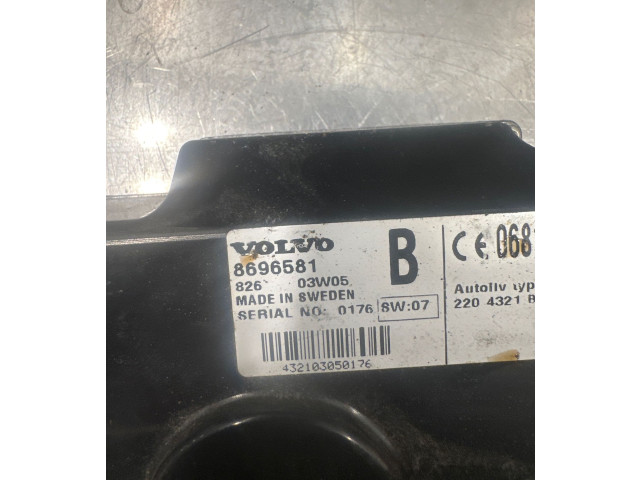 VOLVO
8696581
826 03W05
MADE IN SWEDEN
SERIAL NO: 0176 SW:07
432103050176
B
CE 068
Autoliv typ
220 4321 B